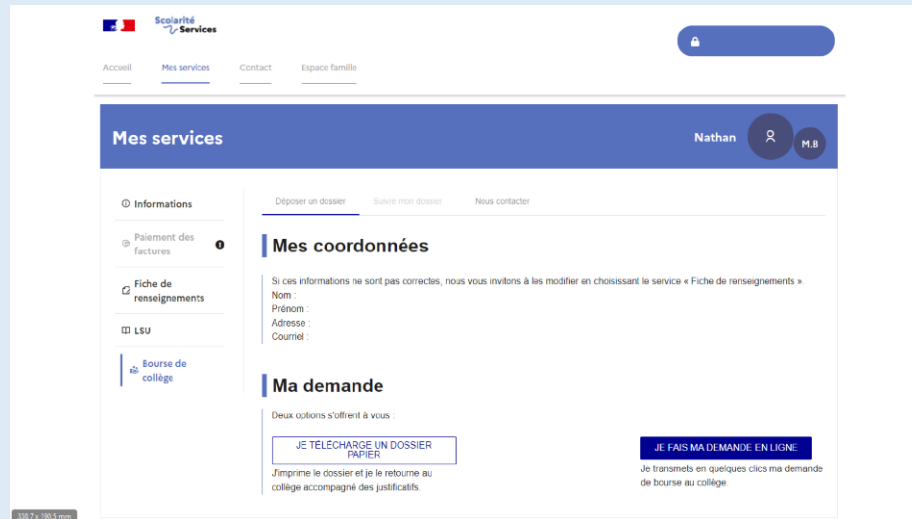 Scolarité
Services
Accueil Mes services Contact Espace famille
Mes services
Nathan
M.B
Informations
Paiement des
factures
Fiche de
renseignements
LSU
Bourse de
collège
Déposer un dossier Suivre mon dossier Nous contacter
Mes coordonnées
Si ces informations ne sont pas correctes, nous vous invitons à les modifier en choisissant le service « Fiche de renseignements ».
Nom :
Prénom :
Adresse :
Courriel :
Ma demande
Deux options s'offrent à vous :
JE TÉLÉCHARGE UN DOSSIER
PAPIER
J'imprime le dossier et je le retourne au
collège accompagné des justificatifs.
JE FAIS MA DEMANDE EN LIGNE
Je transmets en quelques clics ma demande
de bourse au collège.
338,7 x 190,5 mm